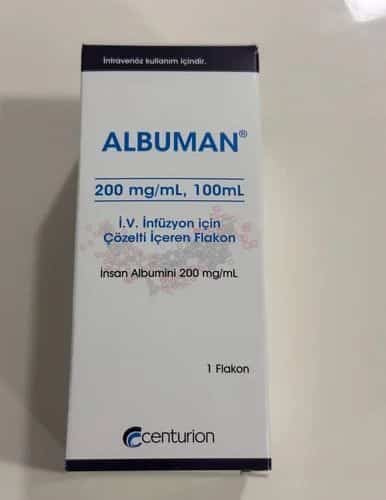 İntravenöz kullanım içindir.
ALBUMAN®
200 mg/mL, 100mL
İ.V. İnfüzyon için
Çözelti İçeren Flakon
İnsan Albumini 200 mg/mL
1 Flakon
centurion